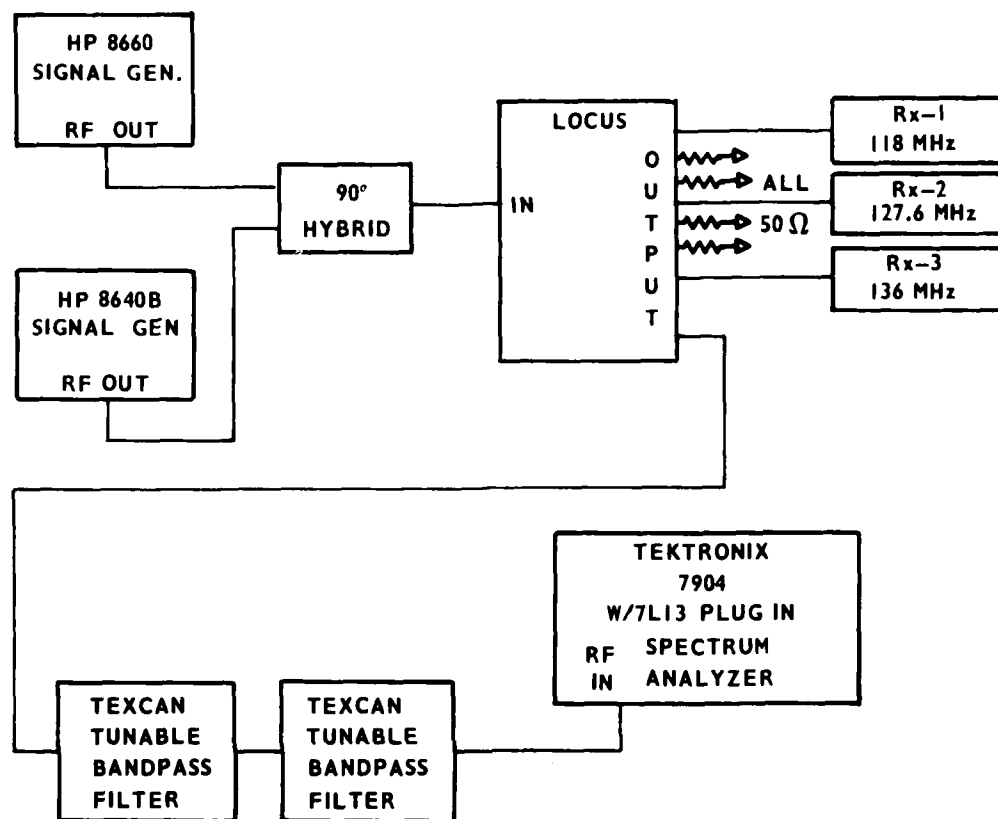 HP 8660
SIGNAL GEN.
RF OUT
90°
HYBRID
HP 8640B
SIGNAL GEN
RF OUT
LOCUS
IN
O
U
T
P
U
T
ALL
50 Ω
Rx-1
118 MHz
Rx-2
127.6 MHz
Rx-3
136 MHz
TEKTRONIX
7904
W/7L13 PLUG IN
SPECTRUM
ANALYZER
RF
IN
TEXCAN
TUNABLE
BANDPASS
FILTER
TEXCAN
TUNABLE
BANDPASS
FILTER